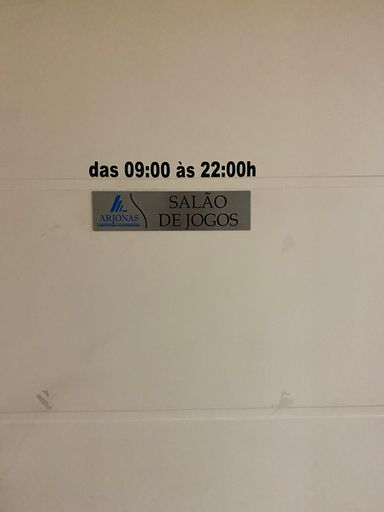 das 09:00 às 22:00h
ARJONAS
SALÃO
DE JOGOS